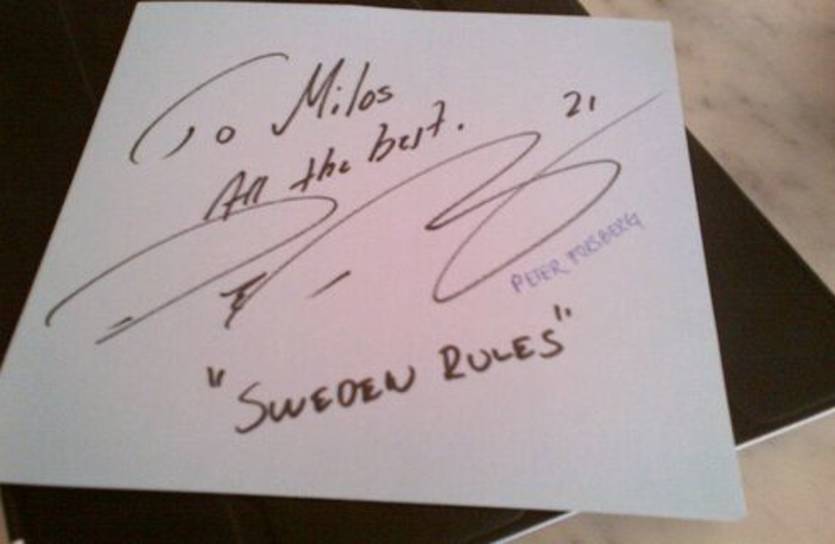 To Milos
All the best.
21
PETER FORSBERG
"SWEDEN RULES"